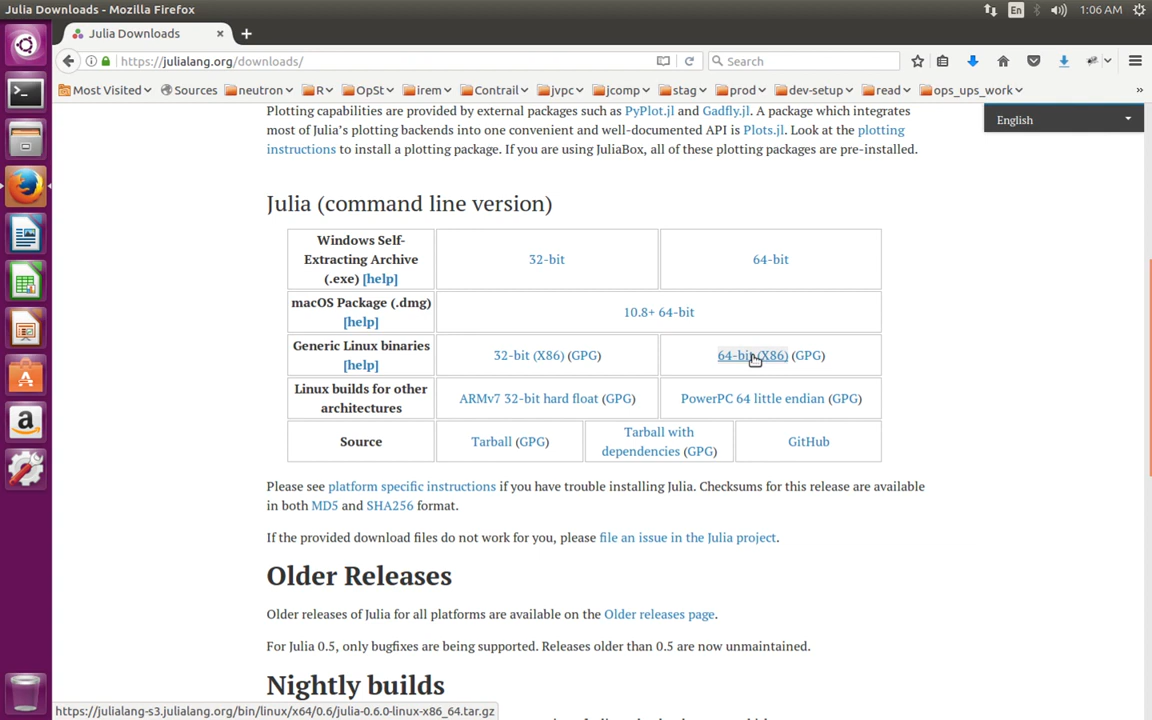 Julia Downloads - Mozilla Firefox
En
1:06 AM
Julia Downloads
https://julialang.org/downloads/
Search
Most Visited
Sources
neutron
R
OpSt
irem
Contrail
jvpc
jcomp
stag
prod
dev-setup
read
ops_ups_work
»
Plotting capabilities are provided by external packages such as PyPlot.jl and Gadfly.jl. A package which integrates
most of Julia's plotting backends into one convenient and well-documented API is Plots.jl. Look at the plotting
instructions to install a plotting package. If you are using JuliaBox, all of these plotting packages are pre-installed.
English
Julia (command line version)
Windows Self-
Extracting Archive
(.exe) [help]
32-bit
64-bit
macOS Package (.dmg)
[help]
10.8+ 64-bit
Generic Linux binaries
[help]
32-bit (X86) (GPG)
64-bit (X86) (GPG)
Linux builds for other
architectures
ARMv7 32-bit hard float (GPG)
PowerPC 64 little endian (GPG)
Source
Tarball (GPG)
Tarball with
dependencies (GPG)
GitHub
Please see platform specific instructions if you have trouble installing Julia. Checksums for this release are available
in both MD5 and SHA256 format.
If the provided download files do not work for you, please file an issue in the Julia project.
Older Releases
Older releases of Julia for all platforms are available on the Older releases page.
For Julia 0.5, only bugfixes are being supported. Releases older than 0.5 are now unmaintained.
Nightly builds
https://julialang-s3.julialang.org/bin/linux/x64/0.6/julia-0.6.0-linux-x86_64.tar.gz